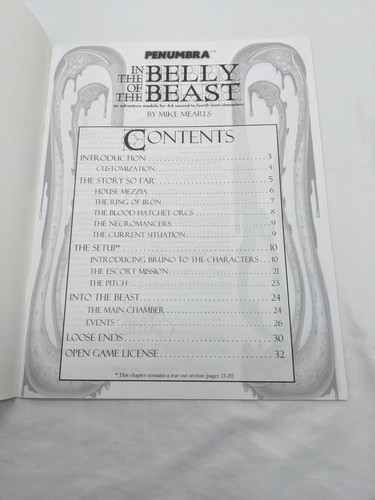 PENUMBRA™
IN THE BELLY
OF THE BEAST
an adventure module for 4-6 second to fourth level characters
BY MIKE MEARLS
CONTENTS
INTRODUCTION 3
CUSTOMIZATION 4
THE STORY SO FAR 5
HOUSE MEZZIA 6
THE RING OF IRON 7
THE BLOOD HATCHET ORCS 8
THE NECROMANCERS 9
THE CURRENT SITUATION 9
THE SETUP* 10
INTRODUCING BRUNO TO THE CHARACTERS 10
THE ESCORT MISSION 21
THE PITCH 23
INTO THE BEAST 24
THE MAIN CHAMBER 24
EVENTS 26
LOOSE ENDS 30
OPEN GAME LICENSE 32
* This chapter contains a tear out section (pages 13-20)